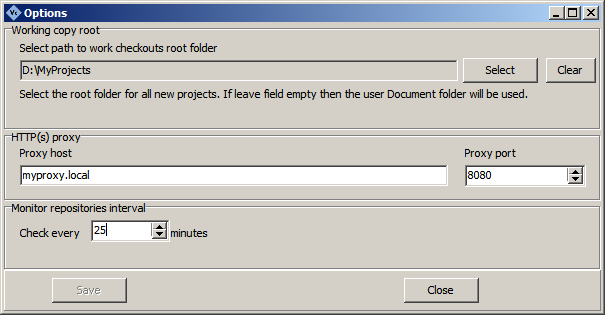 Options
Working copy root
Select path to work checkouts root folder
D:\MyProjects
Select
Clear
Select the root folder for all new projects. If leave field empty then the user Document folder will be used.
HTTP(s) proxy
Proxy host
Proxy port
myproxy.local
8080
Monitor repositories interval
Check every 25 minutes
Save
Close